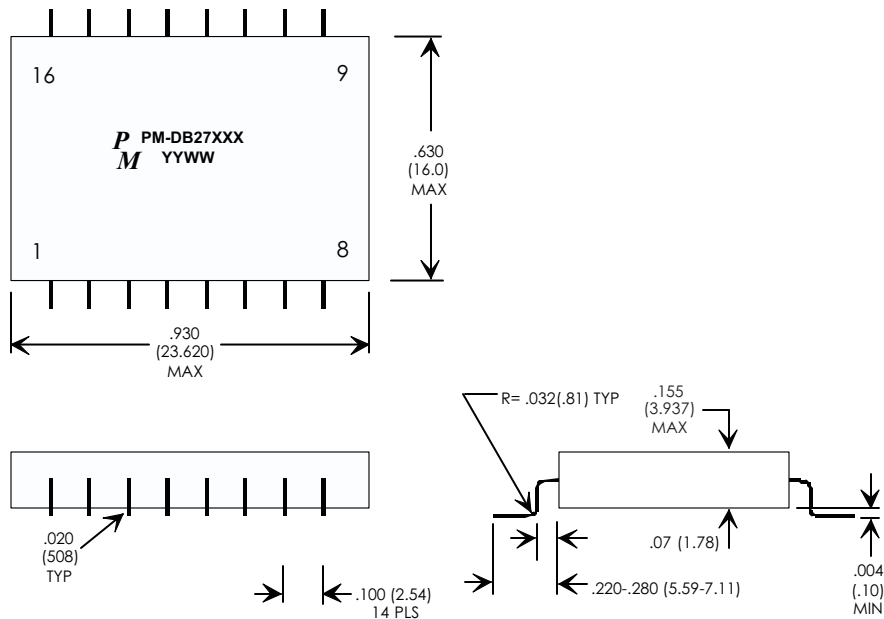 16
9
P PM-DB27XXX
M YYWW
1
8
.630
(16.0)
MAX
.930
(23.620)
MAX
R= .032(.81) TYP
.155
(3.937)
MAX
.020
(508)
TYP
.100 (2.54)
14 PLS
.07 (1.78)
.220-.280 (5.59-7.11)
.004
(.10)
MIN